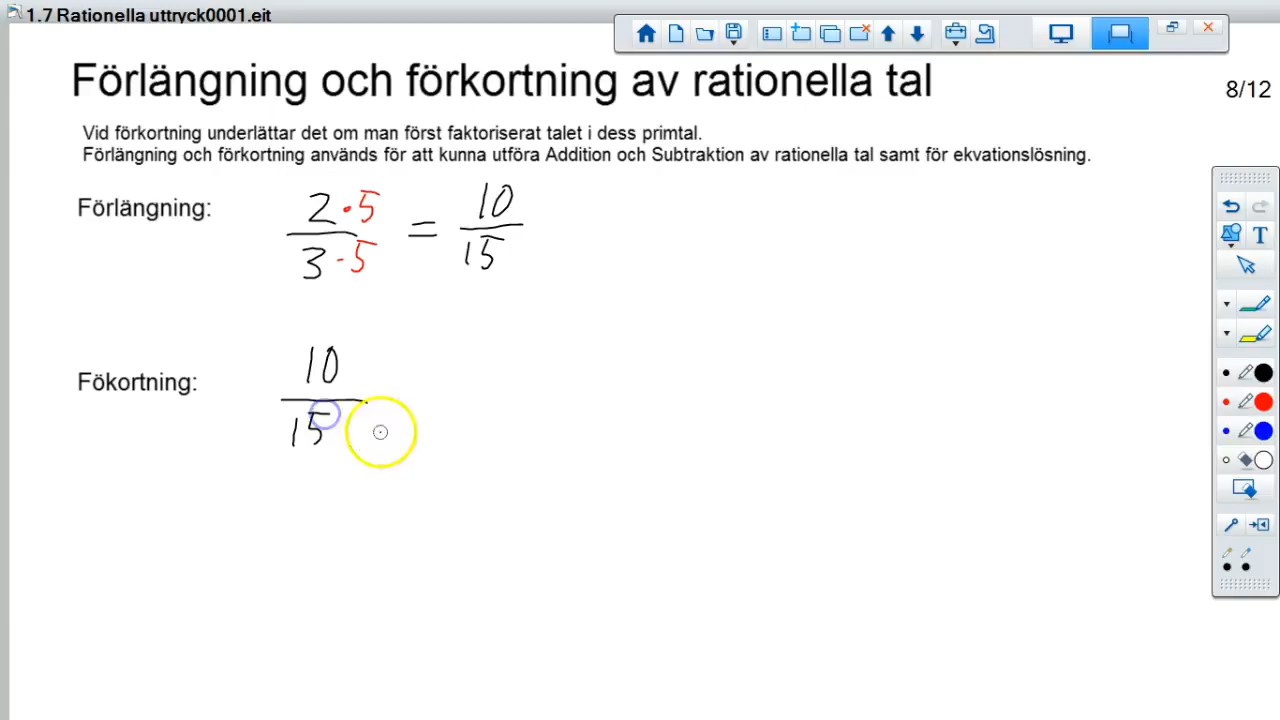 1.7 Rationella uttryck0001.eit
Förlängning och förkortning av rationella tal
8/12
Vid förkortning underlättar det om man först faktoriserat talet i dess primtal.
Förlängning och förkortning används för att kunna utföra Addition och Subtraktion av rationella tal samt för ekvationslösning.
Förlängning:
2 · 5 / 3 · 5 = 10 / 15
Fökortning:
10 / 15
T